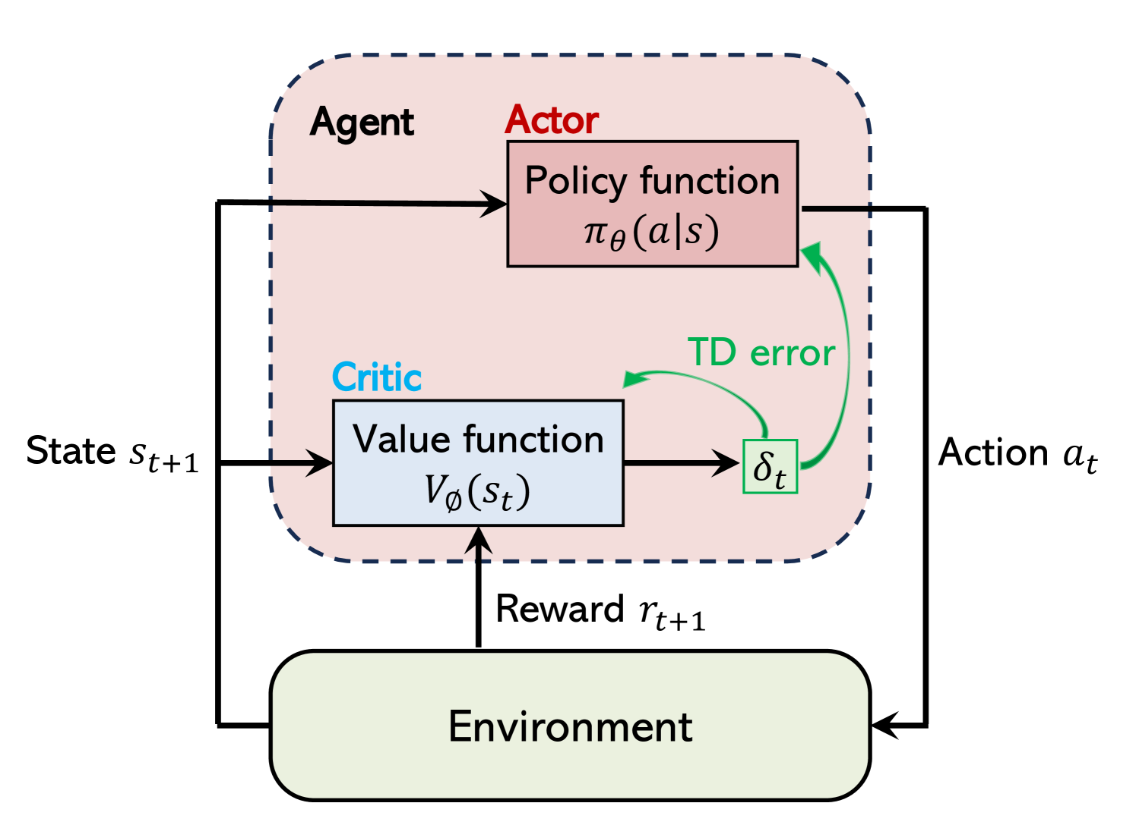 Agent
Actor
Policy function
π_θ(a|s)
TD error
Critic
Value function
V_∅(s_t)
δ_t
State s_{t+1}
Action a_t
Reward r_{t+1}
Environment